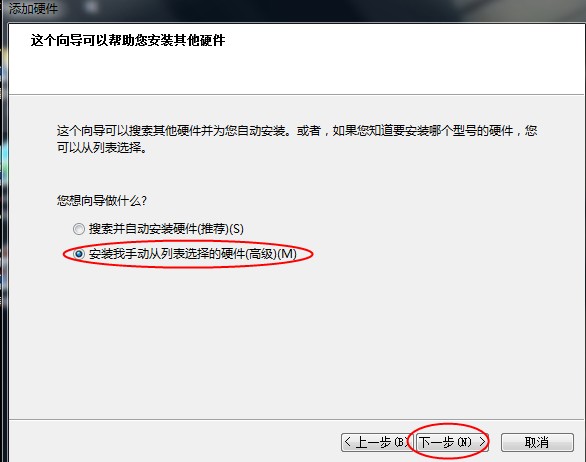 添加硬件
这个向导可以帮助您安装其他硬件
这个向导可以搜索其他硬件并为您自动安装。或者，如果您知道要安装哪个型号的硬件，您
可以从列表选择。
您想向导做什么?
搜索并自动安装硬件(推荐)(S)
安装我手动从列表选择的硬件(高级)(M)
< 上一步(B) 下一步(N) > 取消